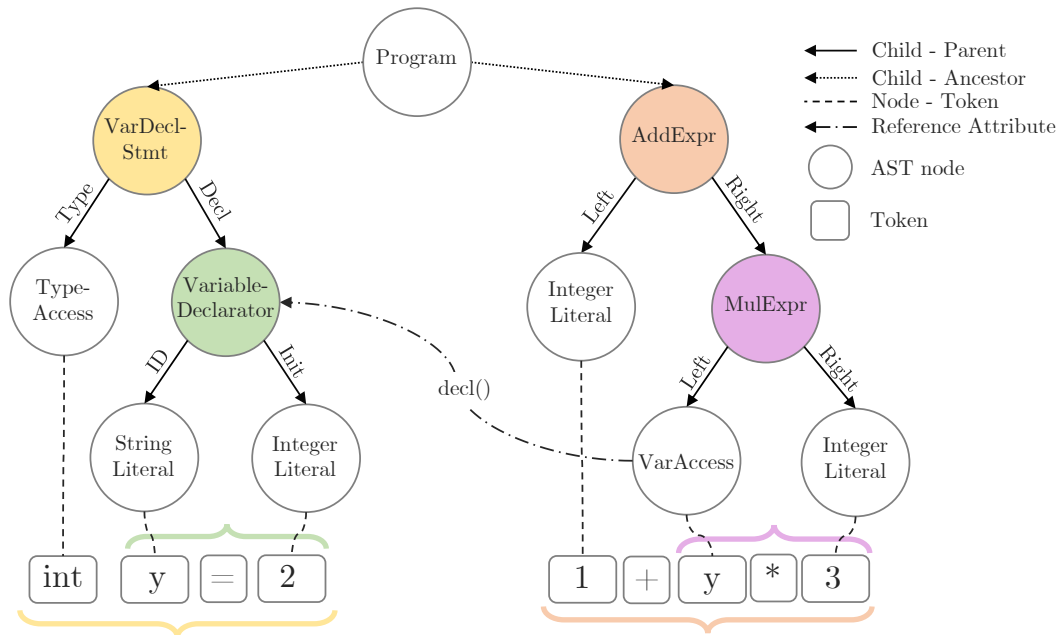 Program
Child - Parent
Child - Ancestor
Node - Token
Reference Attribute
AST node
Token
VarDecl-
Stmt
AddExpr
Type
Decl
Left
Right
Type-
Access
Variable-
Declarator
Integer
Literal
MulExpr
ID
Init
decl()
Left
Right
String
Literal
Integer
Literal
VarAccess
Integer
Literal
int y = 2 1 + y * 3